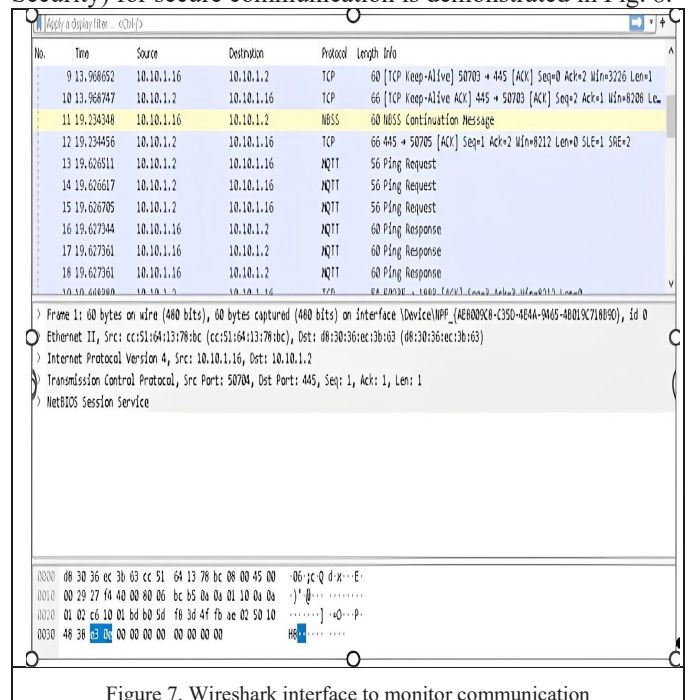 Security) for secure communication is demonstrated in Fig. 6.
Apply a display filter ... <Ctrl-/>
No. Time Source Destination Protocol Length Info
9 13.968652 10.10.1.16 10.10.1.2 TCP 60 [TCP Keep-Alive] 50703 → 445 [ACK] Seq=0 Ack=2 Win=3226 Len=1
10 13.968747 10.10.1.2 10.10.1.16 TCP 66 [TCP Keep-Alive ACK] 445 → 50703 [ACK] Seq=2 Ack=1 Win=8208 Le…
11 19.234348 10.10.1.16 10.10.1.2 NBSS 60 NBSS Continuation Message
12 19.234456 10.10.1.2 10.10.1.16 TCP 66 445 → 50705 [ACK] Seq=1 Ack=2 Win=8212 Len=0 SLE=1 SRE=2
13 19.626511 10.10.1.2 10.10.1.16 MQTT 56 Ping Request
14 19.626617 10.10.1.2 10.10.1.16 MQTT 56 Ping Request
15 19.626705 10.10.1.2 10.10.1.16 MQTT 56 Ping Request
16 19.627344 10.10.1.16 10.10.1.2 MQTT 60 Ping Response
17 19.627361 10.10.1.16 10.10.1.2 MQTT 60 Ping Response
18 19.627361 10.10.1.16 10.10.1.2 MQTT 60 Ping Response
> Frame 1: 60 bytes on wire (480 bits), 60 bytes captured (480 bits) on interface \Device\NPF_{AE6009C8-C35D-4E4A-9465-4B019C718B9D}, id 0
> Ethernet II, Src: cc:51:64:13:78:bc (cc:51:64:13:78:bc), Dst: d8:30:36:ec:3b:63 (d8:30:36:ec:3b:63)
> Internet Protocol Version 4, Src: 10.10.1.16, Dst: 10.10.1.2
> Transmission Control Protocol, Src Port: 50704, Dst Port: 445, Seq: 1, Ack: 1, Len: 1
> NetBIOS Session Service
0000 d8 30 36 ec 3b 63 cc 51 64 13 78 bc 08 00 45 00 ·06·;c·Q d·x···E·
0010 00 29 27 f4 40 00 80 06 bc b5 0a 0a 01 10 0a 0a ·)'·@··· ········
0020 01 02 c6 10 01 bd b0 5d f8 3d 4f fb ae 02 50 10 ·······] ·=O···P·
0030 48 38 a3 0e 00 00 00 00 00 00 00 00 H8······ ····
Figure 7. Wireshark interface to monitor communication